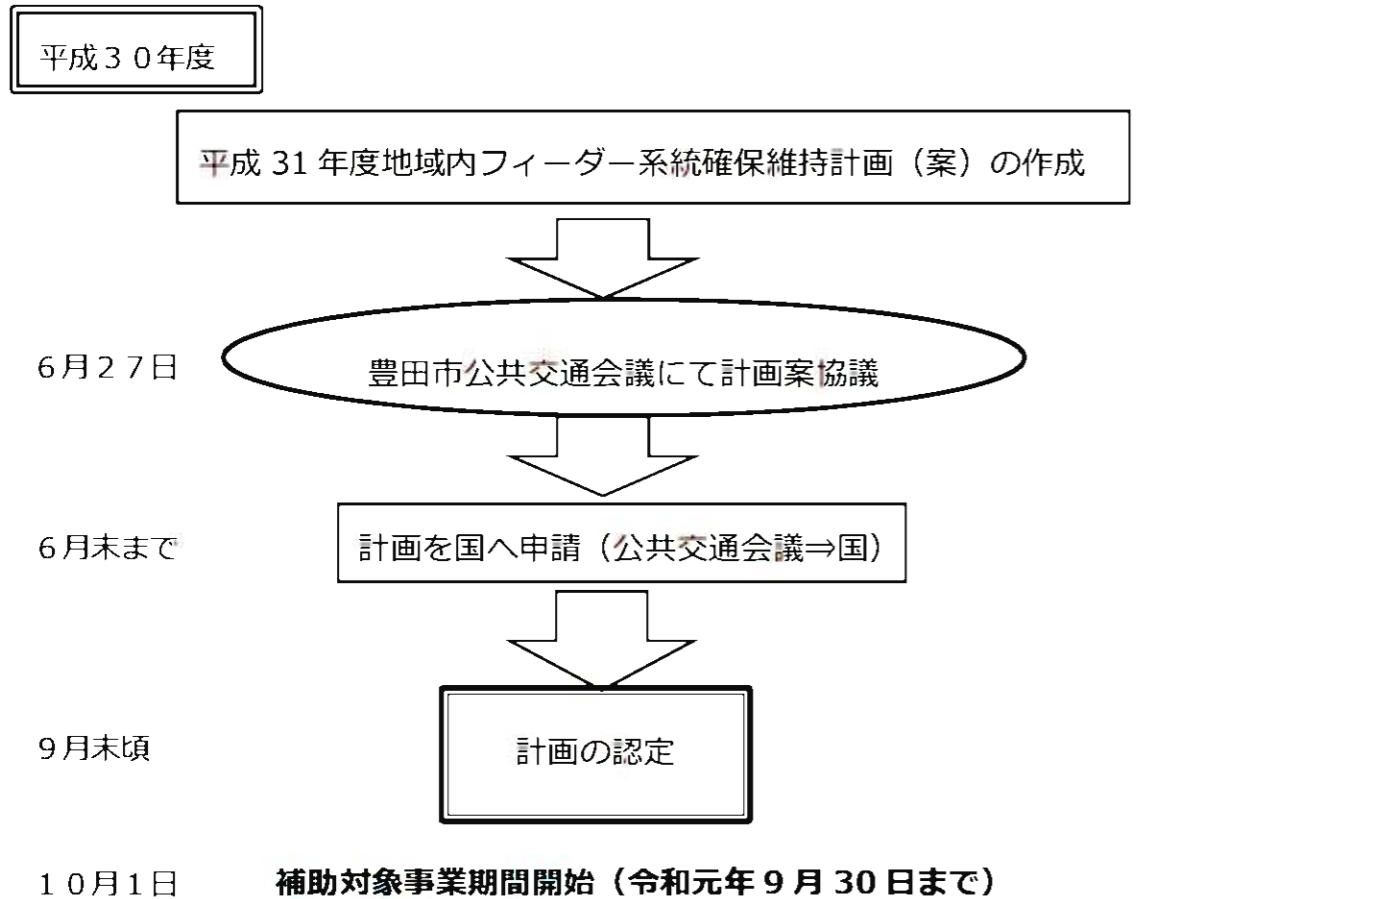 平成３０年度
平成 31 年度地域内フィーダー系統確保維持計画（案）の作成
６月２７日
豊田市公共交通会議にて計画案協議
６月末まで
計画を国へ申請（公共交通会議⇒国）
９月末頃
計画の認定
１０月１日
補助対象事業期間開始（令和元年 9 月 30 日まで）